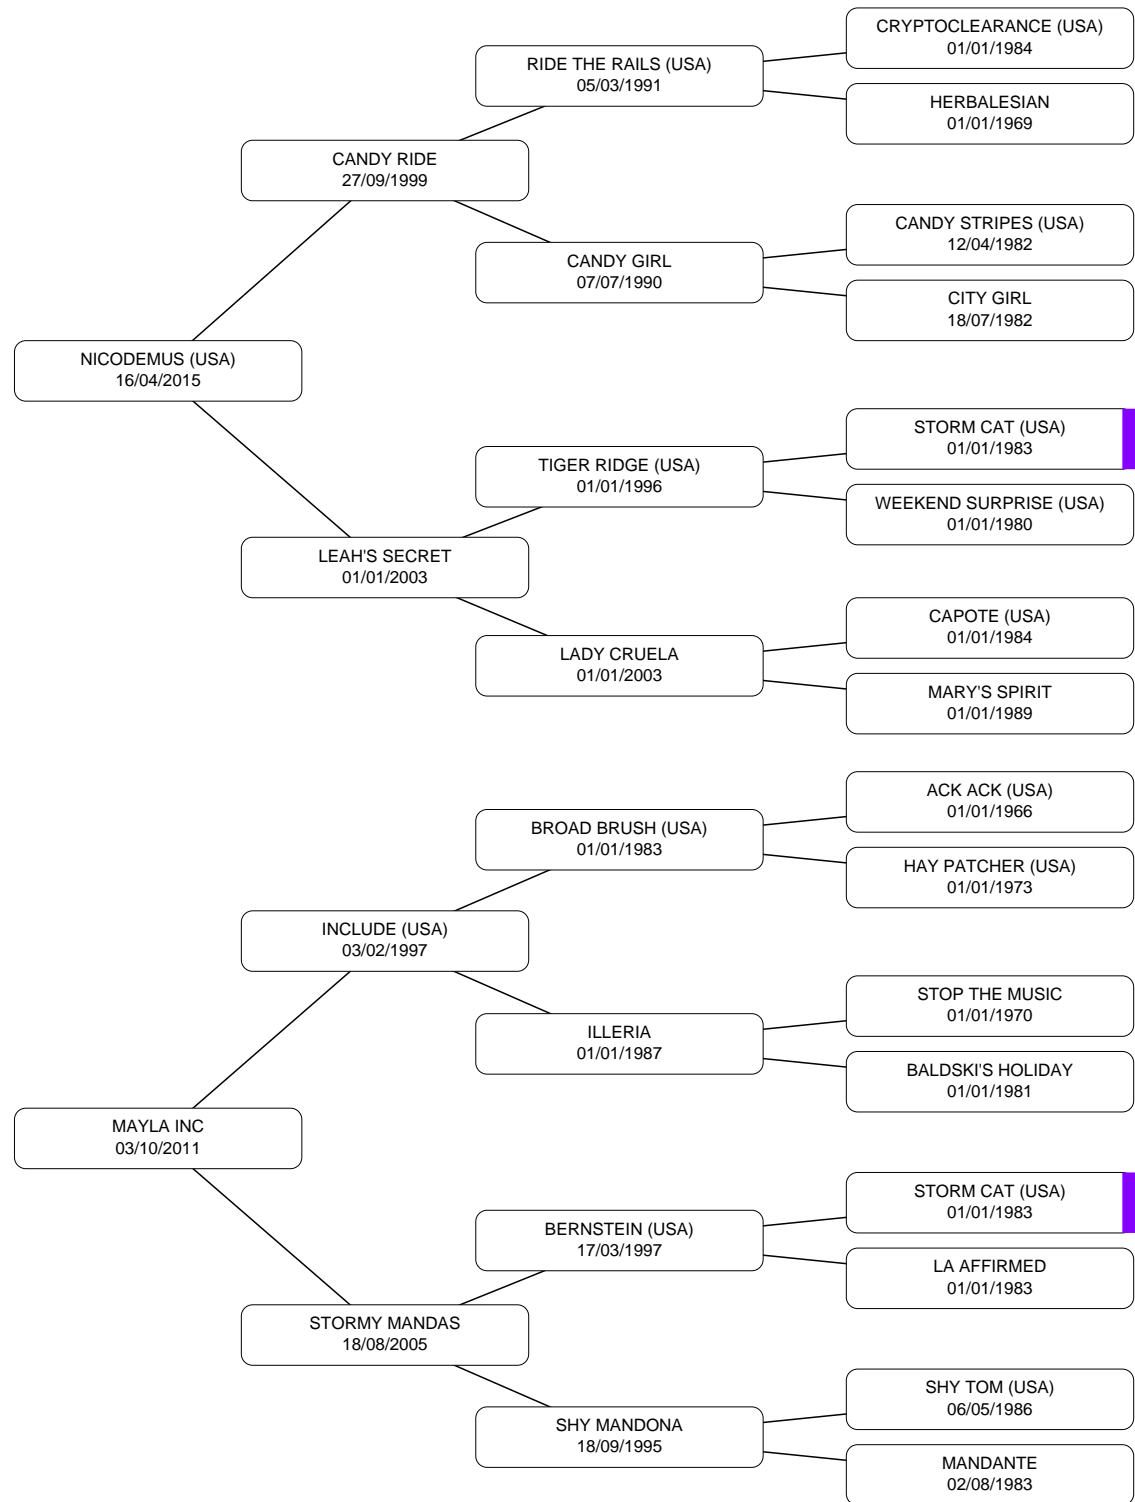 CRYPTOCLEARANCE (USA)
01/01/1984
RIDE THE RAILS (USA)
05/03/1991
HERBALESIAN
01/01/1969
CANDY RIDE
27/09/1999
CANDY STRIPES (USA)
12/04/1982
CANDY GIRL
07/07/1990
CITY GIRL
18/07/1982
NICODEMUS (USA)
16/04/2015
STORM CAT (USA)
01/01/1983
TIGER RIDGE (USA)
01/01/1996
WEEKEND SURPRISE (USA)
01/01/1980
LEAH'S SECRET
01/01/2003
CAPOTE (USA)
01/01/1984
LADY CRUELA
01/01/2003
MARY'S SPIRIT
01/01/1989
ACK ACK (USA)
01/01/1966
BROAD BRUSH (USA)
01/01/1983
HAY PATCHER (USA)
01/01/1973
INCLUDE (USA)
03/02/1997
STOP THE MUSIC
01/01/1970
ILLERIA
01/01/1987
BALDSKI'S HOLIDAY
01/01/1981
MAYLA INC
03/10/2011
STORM CAT (USA)
01/01/1983
BERNSTEIN (USA)
17/03/1997
LA AFFIRMED
01/01/1983
STORMY MANDAS
18/08/2005
SHY TOM (USA)
06/05/1986
SHY MANDONA
18/09/1995
MANDANTE
02/08/1983